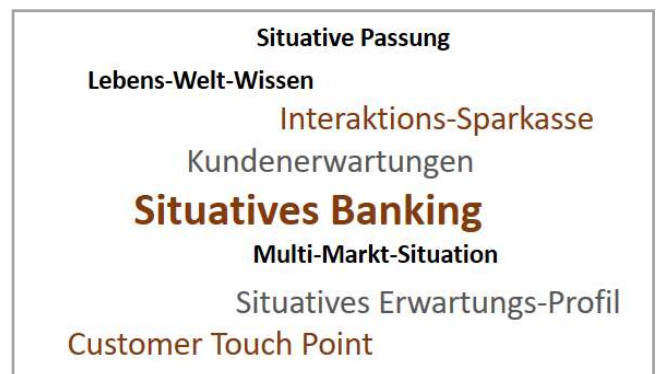 Situative Passung
Lebens-Welt-Wissen
Interaktions-Sparkasse
Kundenerwartungen
Situatives Banking
Multi-Markt-Situation
Situatives Erwartungs-Profil
Customer Touch Point